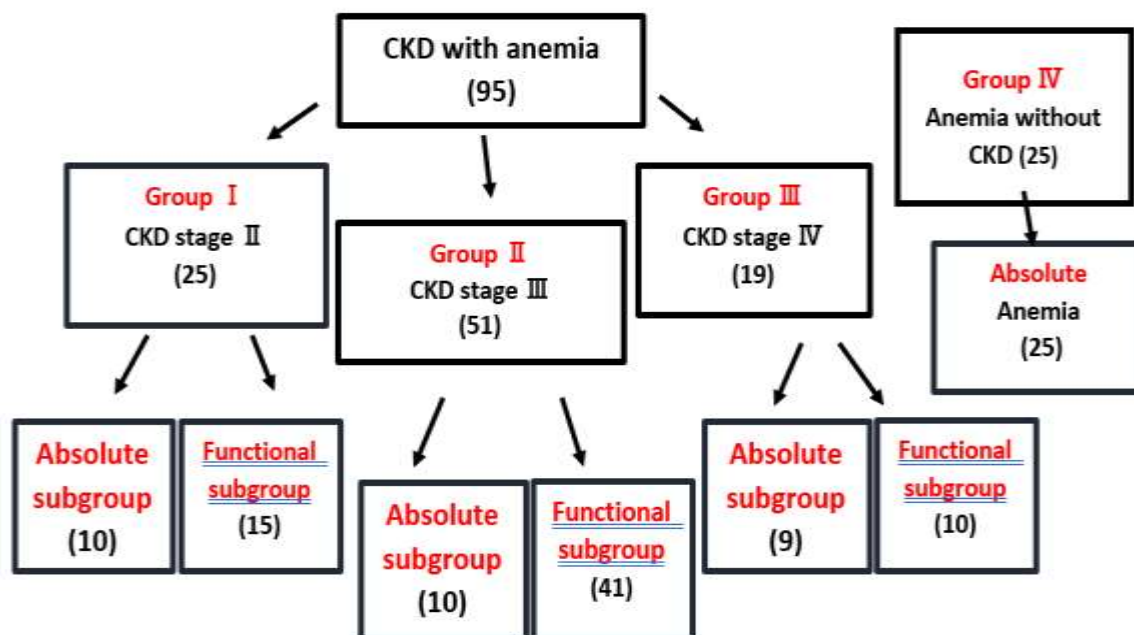 CKD with anemia
(95)
Group Ⅳ
Anemia without
CKD (25)
Group Ⅰ
CKD stage Ⅱ
(25)
Group Ⅱ
CKD stage Ⅲ
(51)
Group Ⅲ
CKD stage Ⅳ
(19)
Absolute
Anemia
(25)
Absolute
subgroup
(10)
Functional
subgroup
(15)
Absolute
subgroup
(10)
Functional
subgroup
(41)
Absolute
subgroup
(9)
Functional
subgroup
(10)